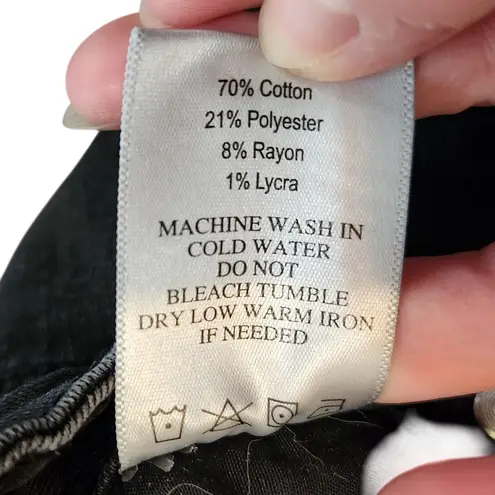 70% Cotton
21% Polyester
8% Rayon
1% Lycra
MACHINE WASH IN
COLD WATER
DO NOT
BLEACH TUMBLE
DRY LOW WARM IRON
IF NEEDED